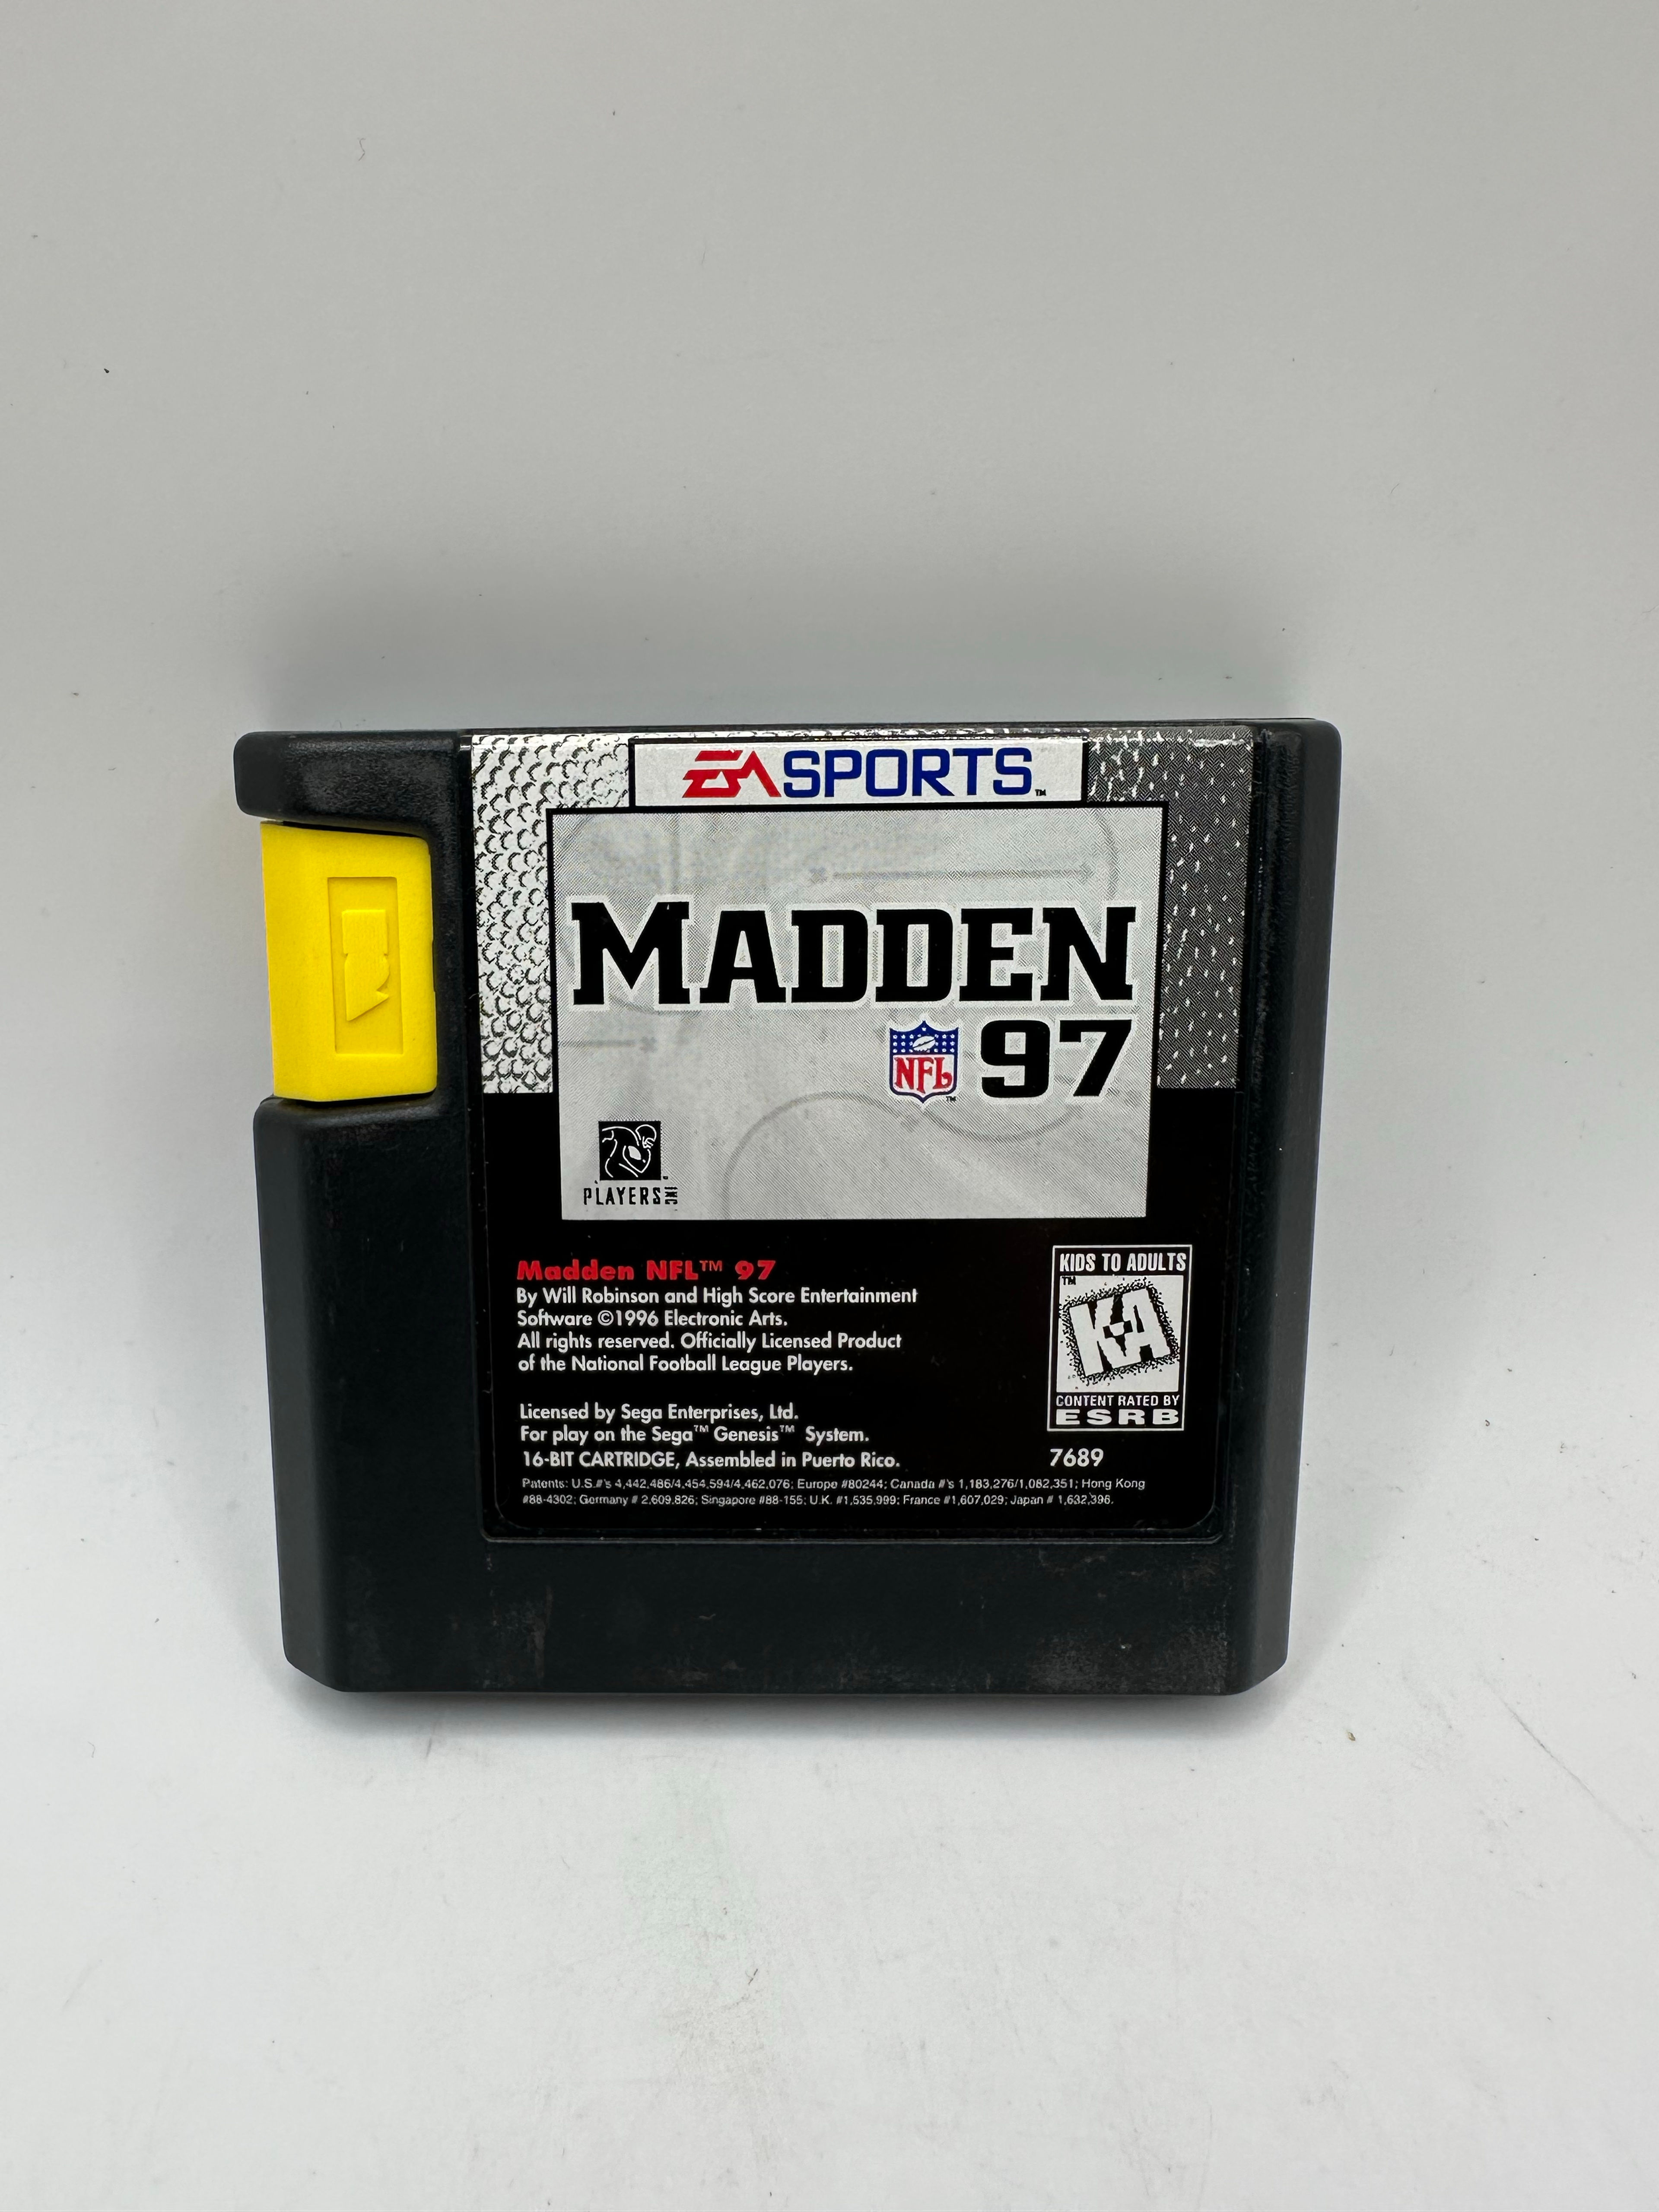 EA SPORTS™
MADDEN
NFL™ 97
PLAYERS INC
Madden NFL™ 97
By Will Robinson and High Score Entertainment
Software ©1996 Electronic Arts.
All rights reserved. Officially Licensed Product
of the National Football League Players.
Licensed by Sega Enterprises, Ltd.
For play on the Sega™ Genesis™ System.
16-BIT CARTRIDGE, Assembled in Puerto Rico.
Patents: U.S.#'s 4,442,486/4,454,594/4,462,076; Europe #80244; Canada #'s 1,183,276/1,082,351; Hong Kong
#88-4302; Germany # 2,609,826; Singapore #88-155; U.K. #1,535,999; France #1,607,029; Japan # 1,632,396.
KIDS TO ADULTS
™
KA
CONTENT RATED BY
ESRB
7689